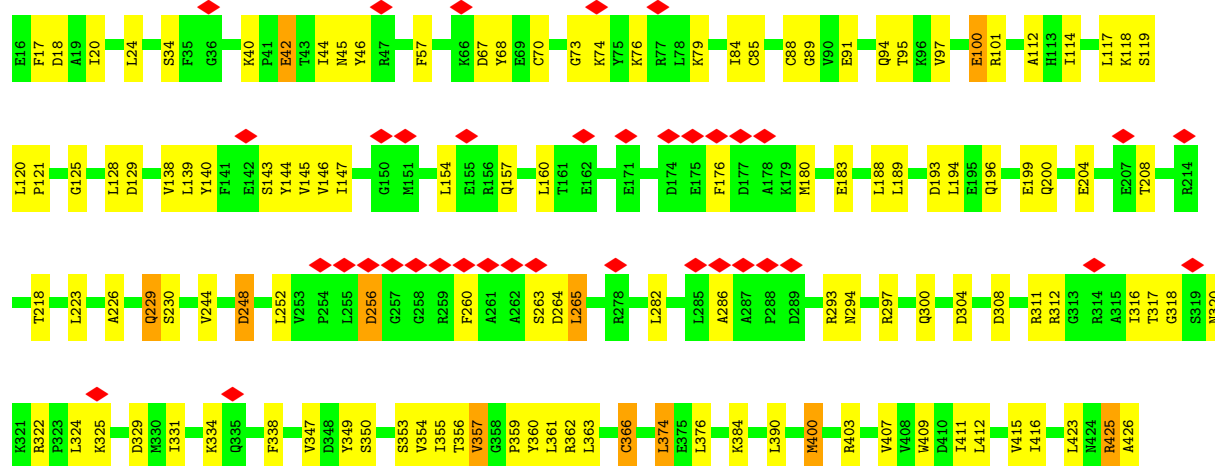 E16 F17 D18 A19 I20 L24 S34 F35 G36 K40 P41 E42 T43 I44 N45 Y46 R47 F57 K66 D67 Y68 E69 C70 G73 K74 Y75 K76 R77 L78 K79 I84 C85 C88 G89 V90 E91 Q94 T95 K96 V97 E100 R101 A112 H113 I114 L117 K118 S119
L120 P121 G125 L128 D129 V138 L139 Y140 F141 E142 S143 Y144 V145 V146 I147 G150 M151 L154 E155 R156 Q157 L160 T161 E162 E171 D174 E175 F176 D177 A178 K179 M180 E183 L188 L189 D193 L194 E195 Q196 E199 Q200 E204 E207 T208 R214
T218 L223 A226 Q229 S230 V244 D248 L252 V253 P254 L255 D256 G257 G258 R259 F260 A261 A262 S263 D264 L265 R278 L282 L285 A286 A287 P288 D289 R293 N294 R297 Q300 D304 D308 R311 R312 G313 R314 A315 I316 T317 G318 S319 N320
K321 R322 P323 L324 K325 D329 M330 I331 K334 Q335 F338 V347 D348 Y349 S350 S353 V354 I355 T356 V357 G358 P359 Y360 L361 R362 L363 C366 L374 E375 L376 K384 L390 M400 R403 V407 V408 W409 D410 I411 L412 V415 I416 L423 N424 R425 A426